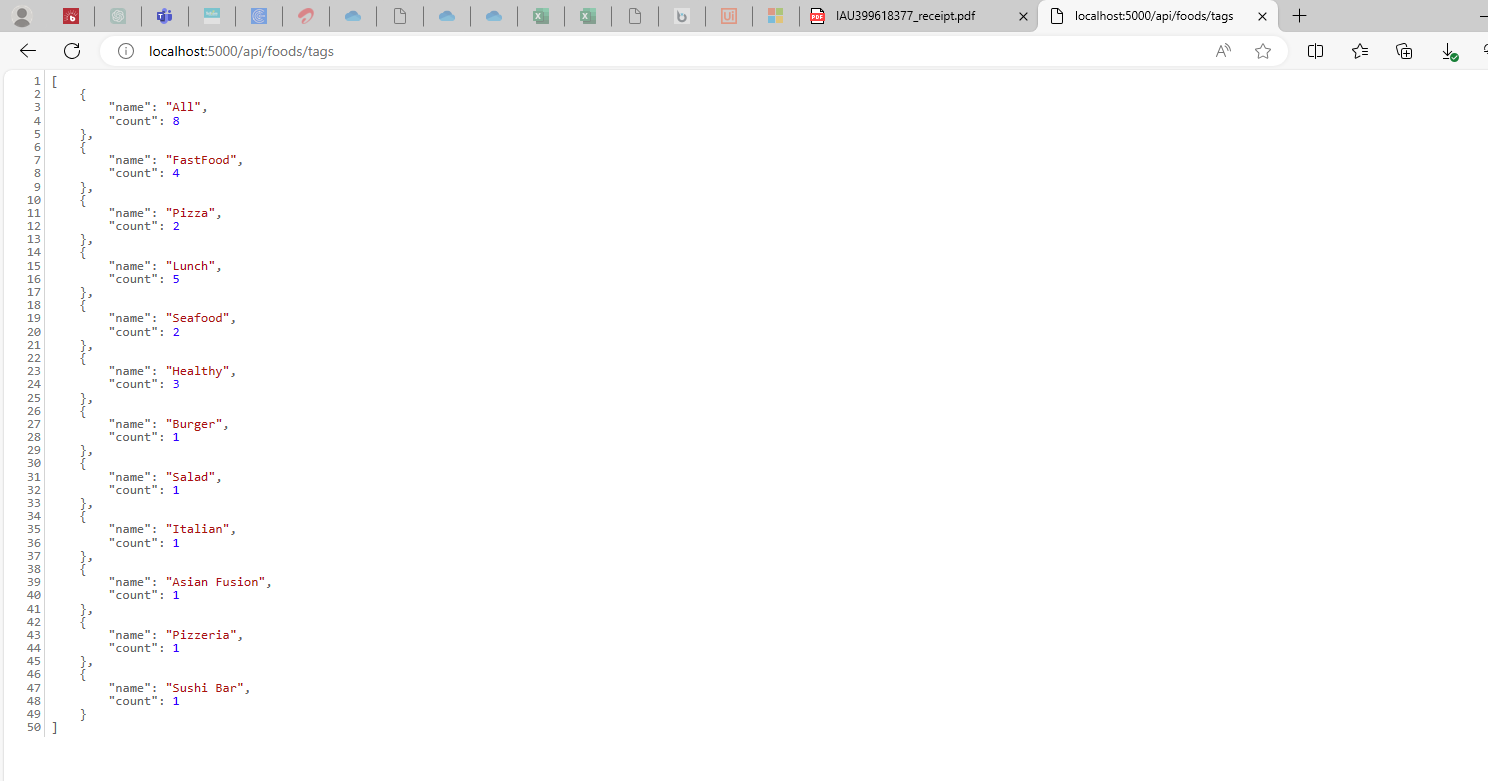 IAU399618377_receipt.pdf
localhost:5000/api/foods/tags
localhost:5000/api/foods/tags
1 [
2 {
3 "name": "All",
4 "count": 8
5 },
6 {
7 "name": "FastFood",
8 "count": 4
9 },
10 {
11 "name": "Pizza",
12 "count": 2
13 },
14 {
15 "name": "Lunch",
16 "count": 5
17 },
18 {
19 "name": "Seafood",
20 "count": 2
21 },
22 {
23 "name": "Healthy",
24 "count": 3
25 },
26 {
27 "name": "Burger",
28 "count": 1
29 },
30 {
31 "name": "Salad",
32 "count": 1
33 },
34 {
35 "name": "Italian",
36 "count": 1
37 },
38 {
39 "name": "Asian Fusion",
40 "count": 1
41 },
42 {
43 "name": "Pizzeria",
44 "count": 1
45 },
46 {
47 "name": "Sushi Bar",
48 "count": 1
49 }
50 ]